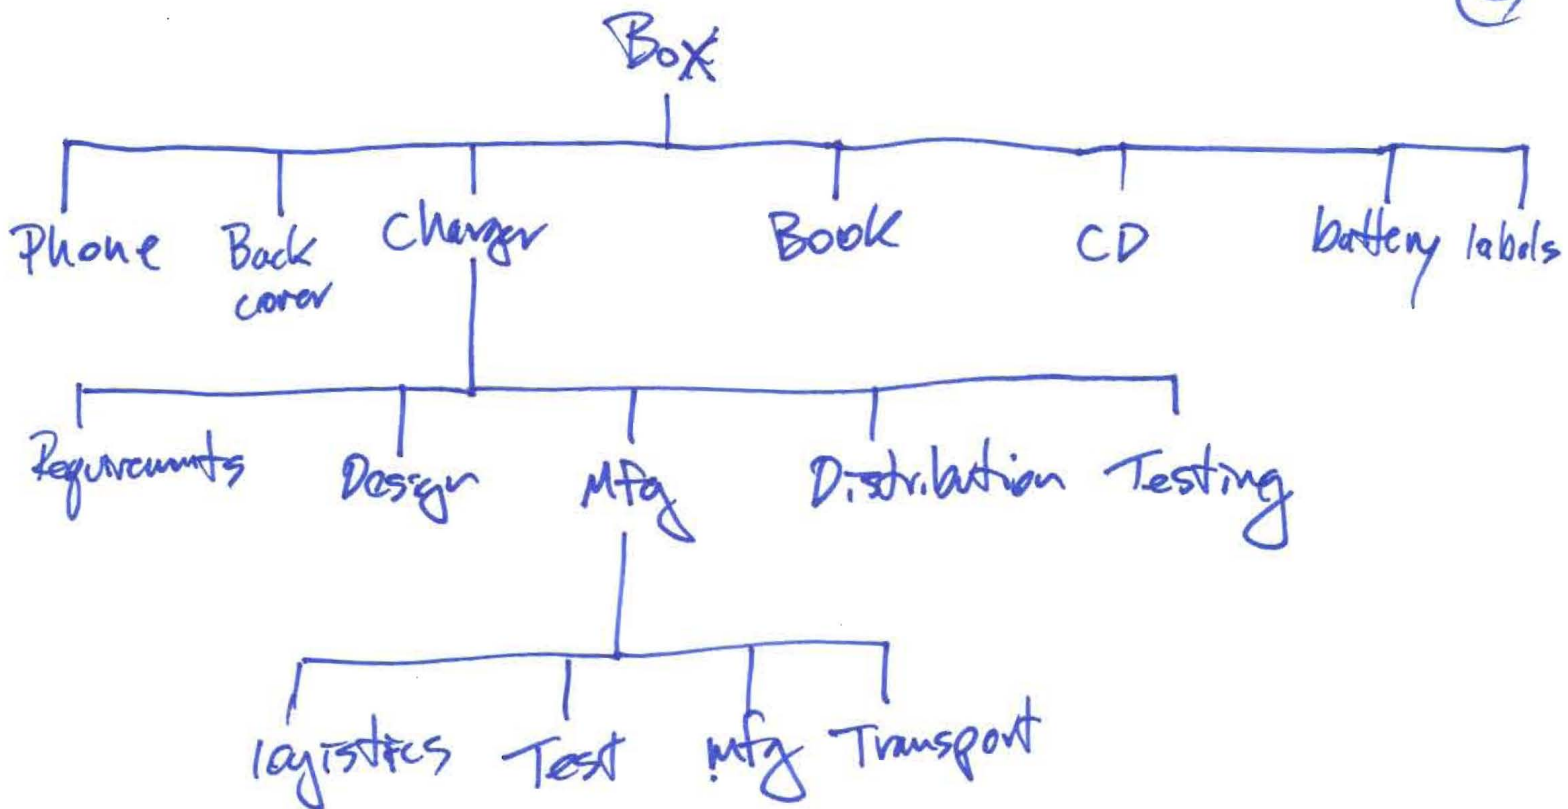 Box
Phone Back cover Charger Book CD battery labels
Requirements Design Mfg Distribution Testing
logistics Test Mfg Transport